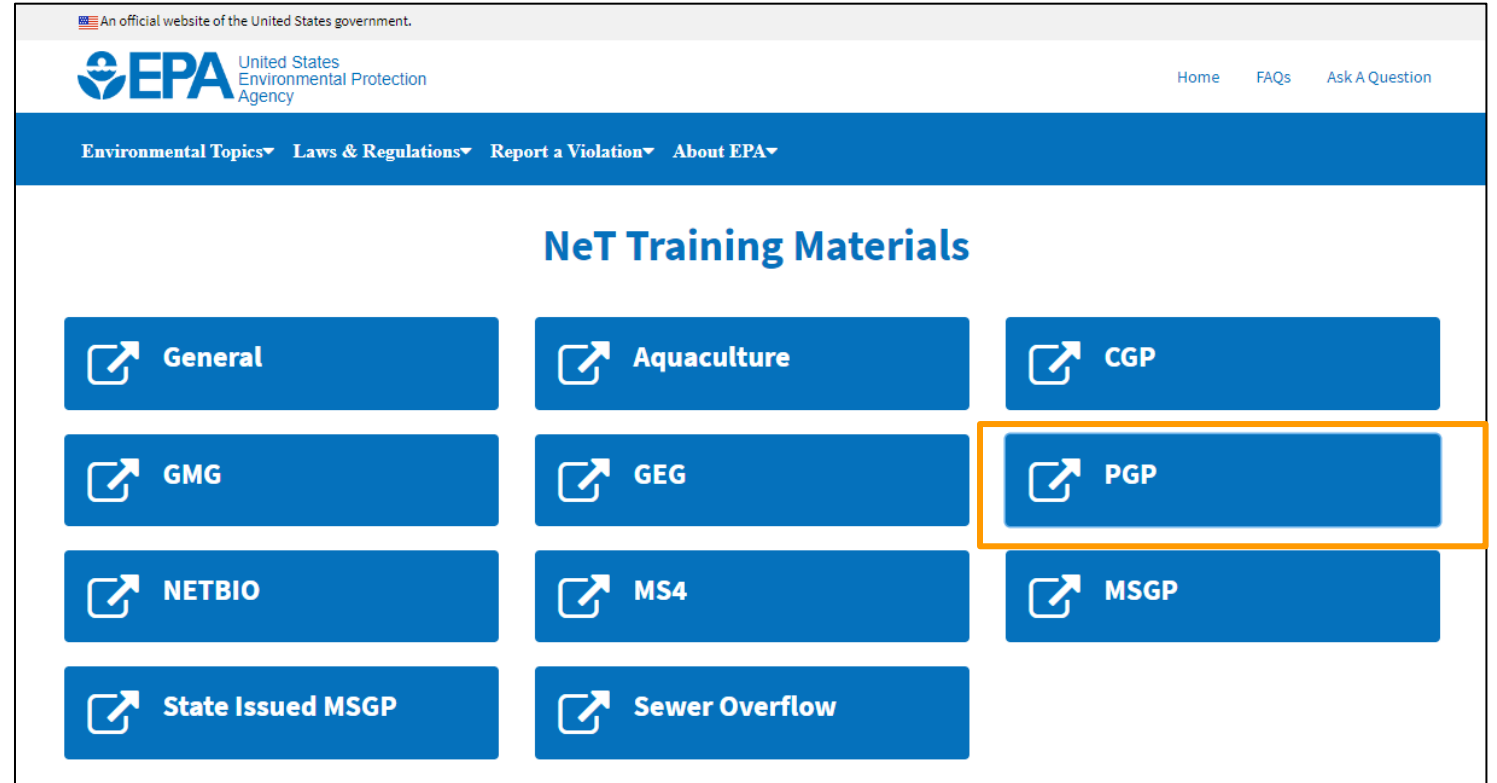 An official website of the United States government.
EPA
United States
Environmental Protection
Agency
Home FAQs Ask A Question
Environmental Topics Laws & Regulations Report a Violation About EPA
NeT Training Materials
General Aquaculture CGP
GMG GEG PGP
NETBIO MS4 MSGP
State Issued MSGP Sewer Overflow